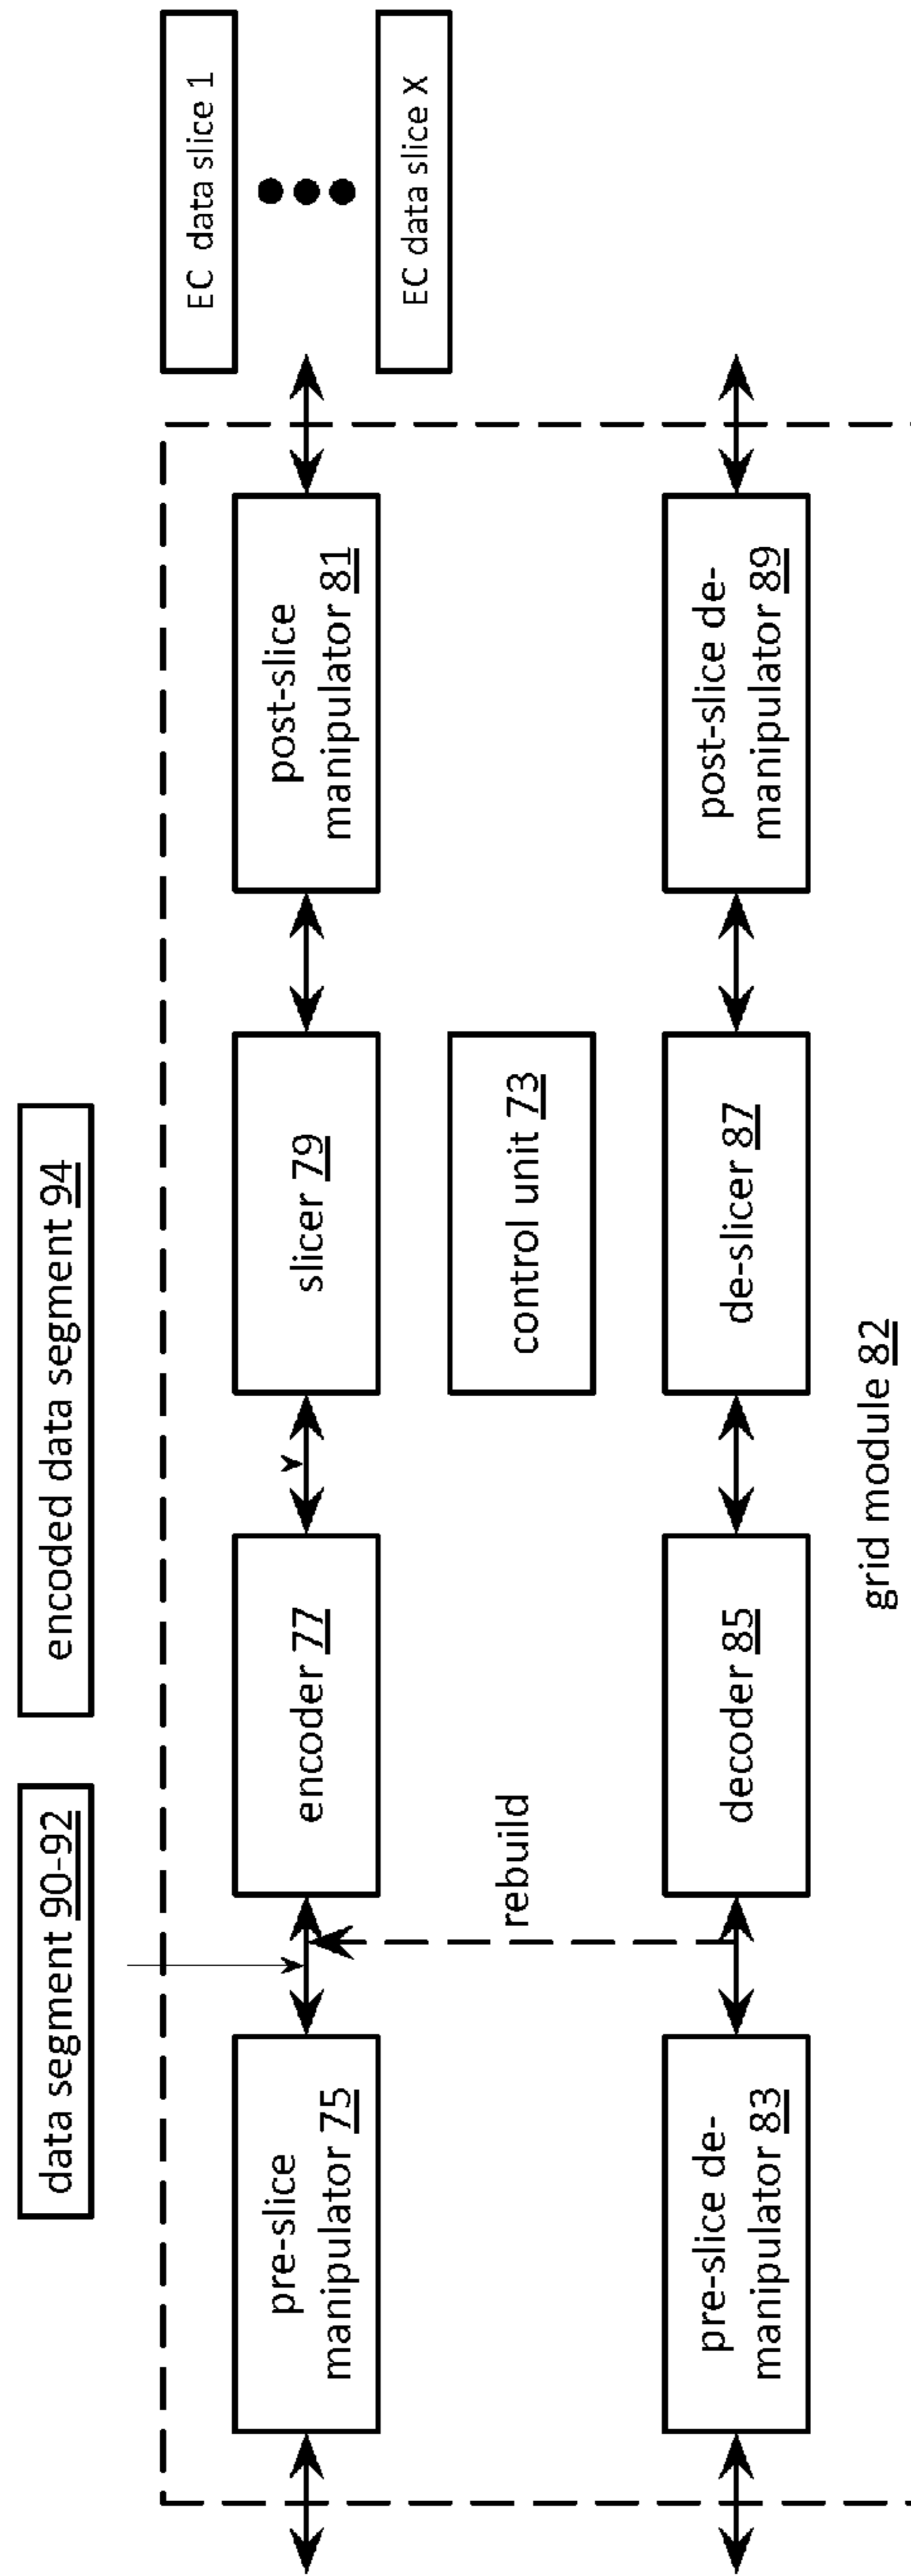 data segment 90-92
encoded data segment 94
pre-slice
manipulator 75
encoder 77
slicer 79
post-slice
manipulator 81
EC data slice 1
EC data slice X
rebuild
control unit 73
pre-slice de-
manipulator 83
decoder 85
de-slicer 87
post-slice de-
manipulator 89
grid module 82